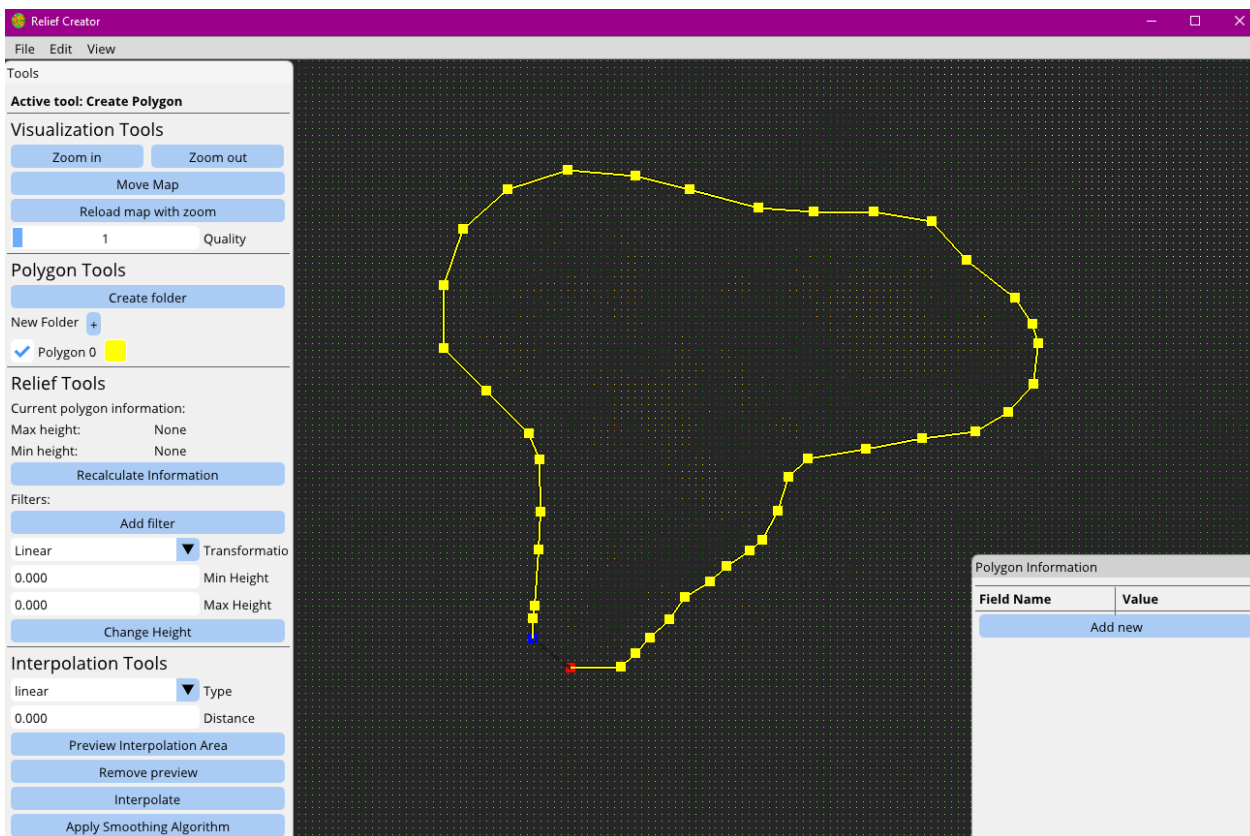 Relief Creator
File Edit View
Tools
Active tool: Create Polygon
Visualization Tools
Zoom in Zoom out
Move Map
Reload map with zoom
1 Quality
Polygon Tools
Create folder
New Folder +
Polygon 0
Relief Tools
Current polygon information:
Max height: None
Min height: None
Recalculate Information
Filters:
Add filter
Linear Transformatio
0.000 Min Height
0.000 Max Height
Change Height
Interpolation Tools
linear Type
0.000 Distance
Preview Interpolation Area
Remove preview
Interpolate
Apply Smoothing Algorithm
Polygon Information
Field Name Value
Add new